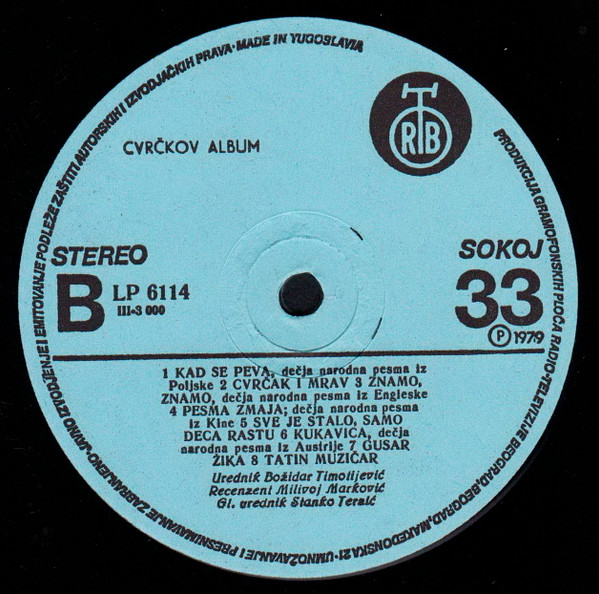 PRODUKCIJA GRAMOFONSKIH PLOČA RADIO-TELEVIZIJE BEOGRAD, BEOGRAD, MAKEDONSKA 21 • UMNOŽAVANJE I PRESNIMAVANJE ZABRANJENO • JAVNO IZVODJENJE I EMITOVANJE PODLEŽE ZAŠTITI AUTORSKIH I IZVODJAČKIH PRAVA • MADE IN YUGOSLAVIA
CVRČKOV ALBUM
RTB
STEREO
SOKOJ
B
LP 6114
III-3 000
33
Ⓟ 1979
1 KAD SE PEVA, dečja narodna pesma iz
Poljske 2 CVRČAK I MRAV 3 ZNAMO,
ZNAMO, dečja narodna pesma iz Engleske
4 PESMA ZMAJA; dečja narodna pesma
iz Kine 5 SVE JE STALO, SAMO
DECA RASTU 6 KUKAVICA, dečja
narodna pesma iz Austrije 7 GUSAR
ŽIKA 8 TATIN MUZIČAR
Urednik Božidar Timotijević
Recenzent Milivoj Marković
Gl. urednik Stanko Terzić